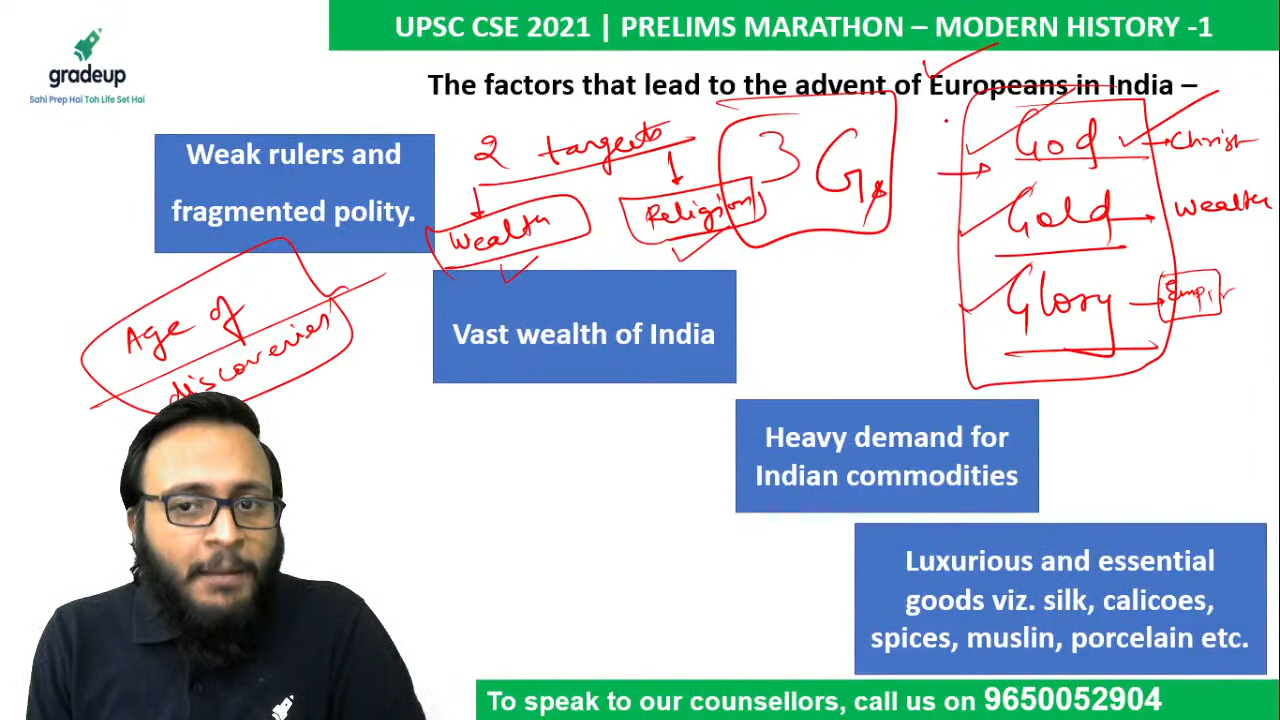 UPSC CSE 2021 | PRELIMS MARATHON – MODERN HISTORY -1
gradeup
Sahi Prep Hai Toh Life Set Hai
The factors that lead to the advent of Europeans in India –
Weak rulers and
fragmented polity.
2 targets
Wealth
Religion
3 Gs
God → Christ
Gold → Wealth
Glory →
Age of
discoveries
Vast wealth of India
Heavy demand for
Indian commodities
Luxurious and essential
goods viz. silk, calicoes,
spices, muslin, porcelain etc.
To speak to our counsellors, call us on 9650052904